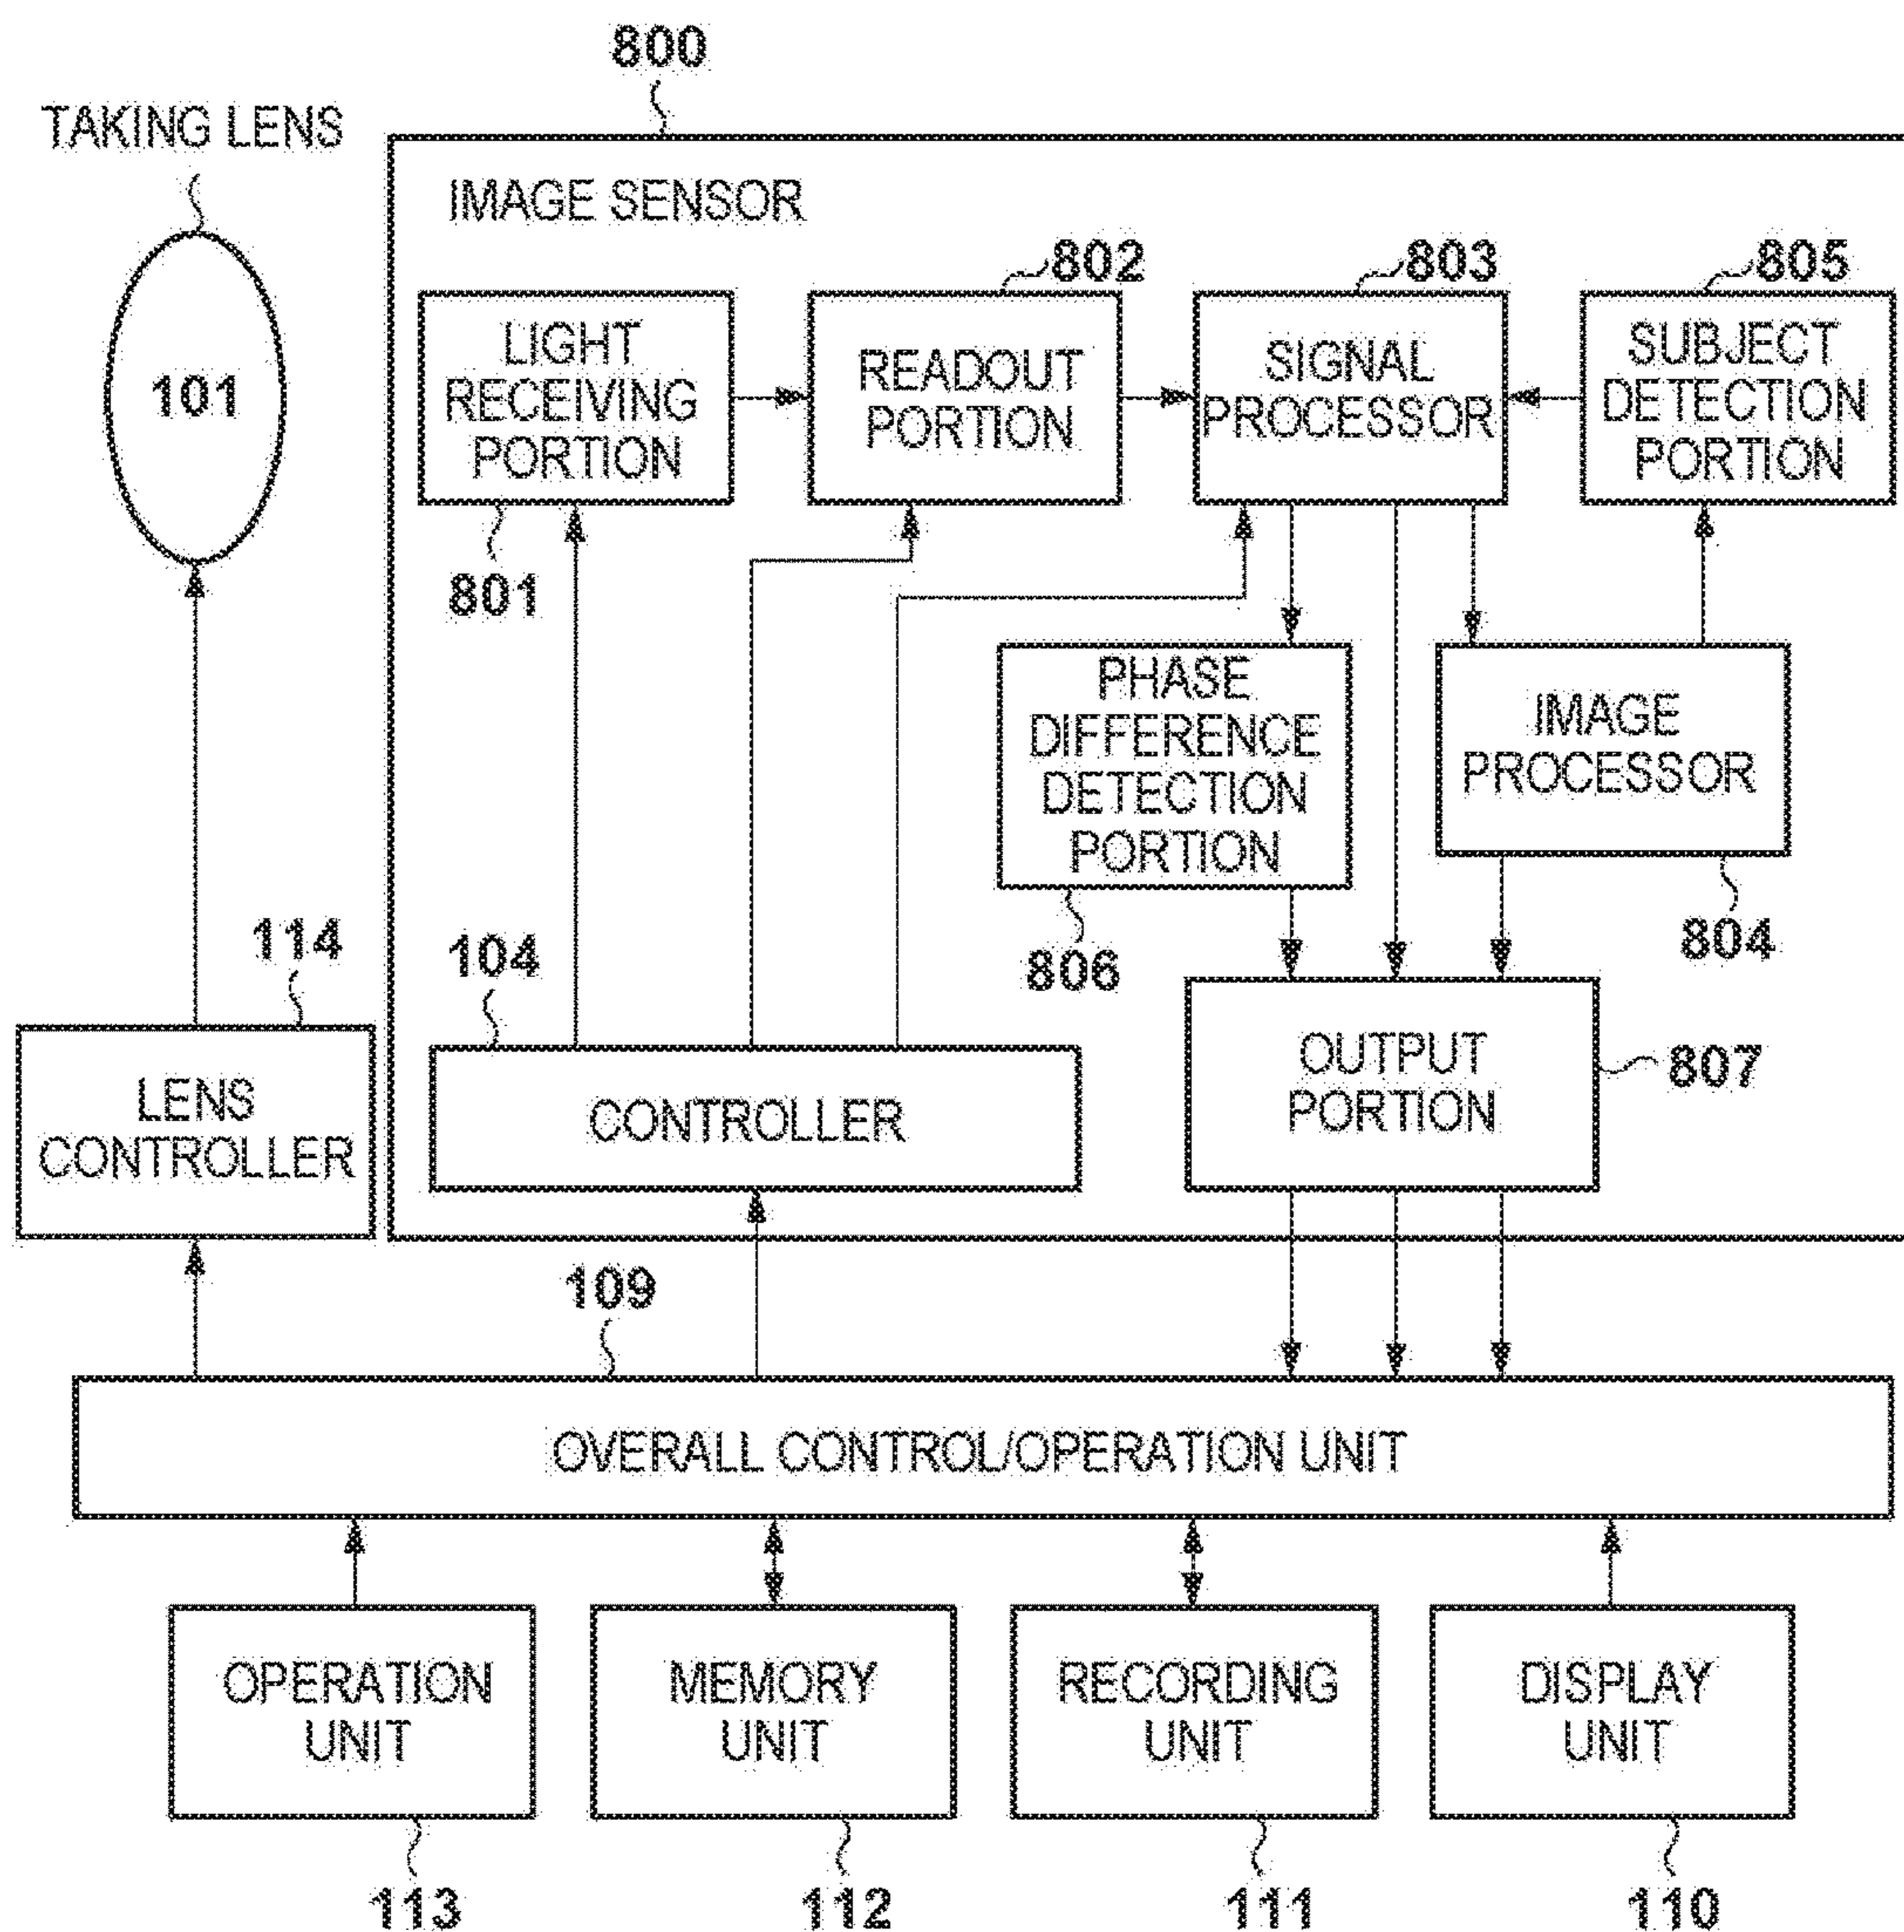 800
TAKING LENS
IMAGE SENSOR
802
803
805
101
LIGHT
RECEIVING
PORTION
READOUT
PORTION
SIGNAL
PROCESSOR
SUBJECT
DETECTION
PORTION
801
PHASE
DIFFERENCE
DETECTION
PORTION
IMAGE
PROCESSOR
114
104
806
804
LENS
CONTROLLER
CONTROLLER
OUTPUT
PORTION
807
109
OVERALL CONTROL/OPERATION UNIT
OPERATION
UNIT
MEMORY
UNIT
RECORDING
UNIT
DISPLAY
UNIT
113
112
111
110